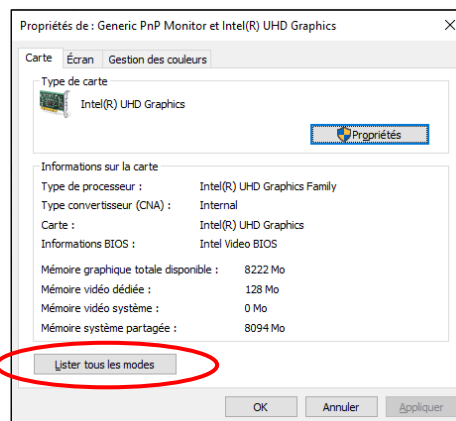 Propriétés de : Generic PnP Monitor et Intel(R) UHD Graphics
Carte Écran Gestion des couleurs
Type de carte
Intel(R) UHD Graphics
Propriétés
Informations sur la carte
Type de processeur : Intel(R) UHD Graphics Family
Type convertisseur (CNA) : Internal
Carte : Intel(R) UHD Graphics
Informations BIOS : Intel Video BIOS
Mémoire graphique totale disponible : 8222 Mo
Mémoire vidéo dédiée : 128 Mo
Mémoire vidéo système : 0 Mo
Mémoire système partagée : 8094 Mo
Lister tous les modes
OK Annuler Appliquer